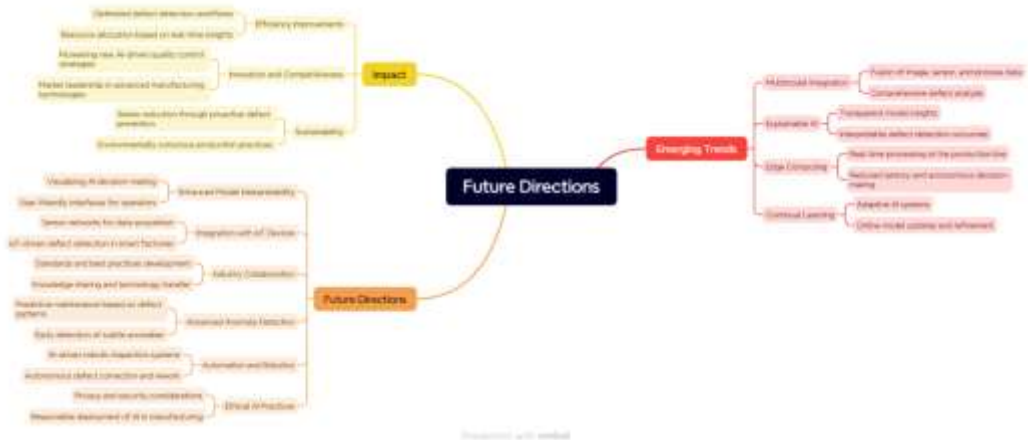 Optimized defect detection workflows
Efficiency Improvements
Resource allocation based on real-time insights
Pioneering new AI-driven quality control
strategies
Innovation and Competitiveness
Market leadership in advanced manufacturing
technologies
Impact
Waste reduction through proactive defect
prevention
Sustainability
Environmentally conscious production practices
Future Directions
Visualizing AI decision-making
Enhanced Model Interpretability
User-friendly interfaces for operators
Sensor networks for data acquisition
Integration with IoT Devices
IoT-driven defect detection in smart factories
Standards and best practices development
Industry Collaboration
Knowledge sharing and technology transfer
Future Directions
Predictive maintenance based on defect
patterns
Advanced Anomaly Detection
Early detection of subtle anomalies
AI-driven robotic inspection systems
Automation and Robotics
Autonomous defect correction and rework
Privacy and security considerations
Ethical AI Practices
Responsible deployment of AI in manufacturing
Emerging Trends
Multimodal Integration
Fusion of image, sensor, and process data
Comprehensive defect analysis
Explainable AI
Transparent model insights
Interpretable defect detection outcomes
Edge Computing
Real-time processing at the production line
Reduced latency and autonomous decision-
making
Continual Learning
Adaptive AI systems
Online model updates and refinement